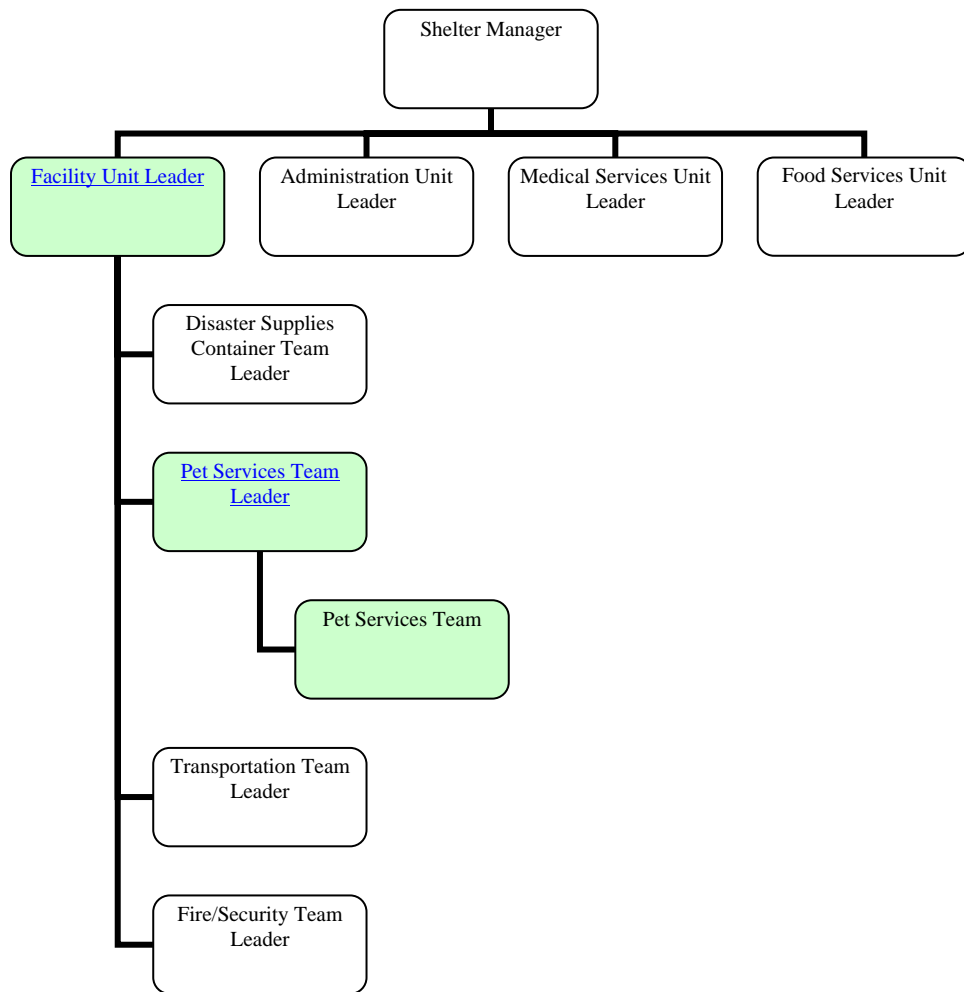 Shelter Manager
Facility Unit Leader
Administration Unit
Leader
Medical Services Unit
Leader
Food Services Unit
Leader
Disaster Supplies
Container Team
Leader
Pet Services Team
Leader
Pet Services Team
Transportation Team
Leader
Fire/Security Team
Leader